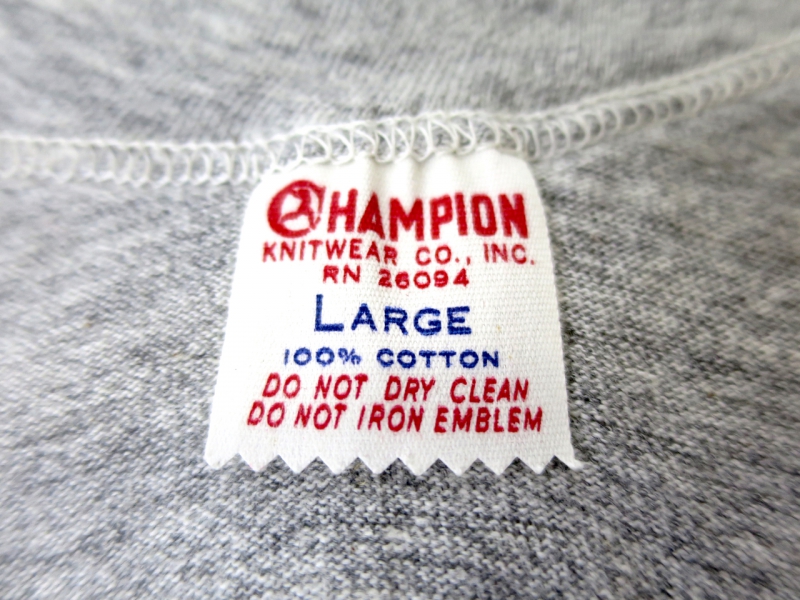 CHAMPION
KNITWEAR CO., INC.
RN 26094
LARGE
100% COTTON
DO NOT DRY CLEAN
DO NOT IRON EMBLEM